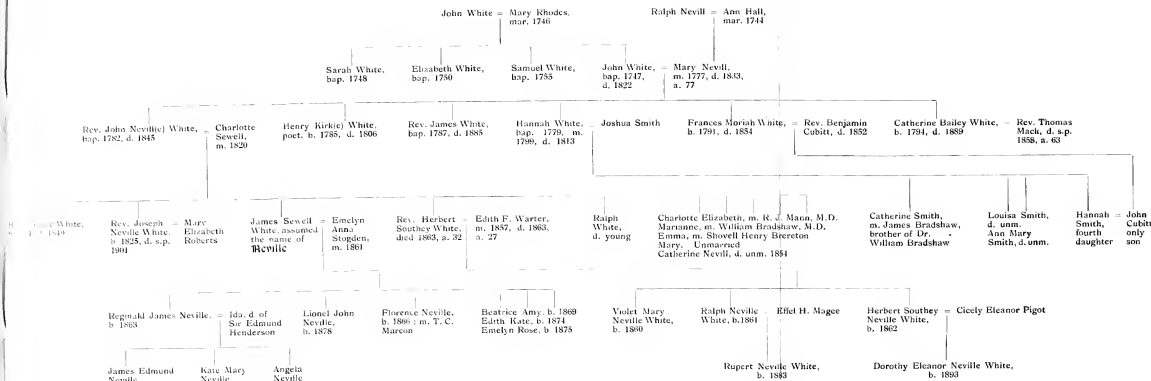 John White = Mary Rhodes,
mar. 1746
Ralph Nevill = Ann Hall,
mar. 1744
Sarah White,
bap. 1748
Elizabeth White,
bap. 1750
Samuel White,
bap. 1755
John White,
bap. 1747,
d. 1822
= Mary Nevill,
m. 1777, d. 1833,
a. 77
Rev. John Nevill(e) White,
bap. 1782, d. 1845
= Charlotte
Sewell,
m. 1820
Henry Kirk(e) White,
poet, b. 1785, d. 1806
Rev. James White,
bap. 1787, d. 1885
Hannah White,
bap. 1779, m.
1799, d. 1813
= Joshua Smith
Frances Moriah White,
b. 1791, d. 1854
= Rev. Benjamin
Cubitt, d. 1852
Catherine Bailey White,
b. 1794, d. 1889
= Rev. Thomas
Mack, d. s.p.
1858, a. 63
White,
Rev. Joseph
Neville White,
b 1825, d. s.p.
1901
= Mary
Elizabeth
Roberts
James Sewell
White, assumed
the name of
Neville
= Emelyn
Anna
Stogden,
m. 1861
Rev. Herbert
Southey White,
died 1863, a. 32
= Edith F. Warter,
m. 1857, d. 1863,
a. 27
Ralph
White,
d. young
Charlotte Elizabeth, m. R. J. Mann, M.D.
Marianne, m. William Bradshaw, M.D.
Emma, m. Shovell Henry Brereton
Mary. Unmarried
Catherine Nevill, d. unm. 1854
Catherine Smith,
m. James Bradshaw,
brother of Dr.
William Bradshaw
Louisa Smith,
d. unm.
Ann Mary
Smith, d. unm.
Hannah
Smith,
fourth
daughter
= John
Cubitt
only
son
Reginald James Neville,
b 1863
= Ida, d of
Sir Edmund
Henderson
Lionel John
Neville,
b. 1878
Florence Neville,
b. 1866; m. T. C.
Marcon
Beatrice Amy, b. 1869
Edith Kate, b. 1874
Emelyn Rose, b 1875
Violet Mary
Neville White,
b. 1860
Ralph Neville
White, b.1861
= Effel H. Magee
Herbert Southey
Neville White,
b. 1862
= Cicely Eleanor Pigot
James Edmund
Neville
Kate Mary
Neville
Angela
Neville
Rupert Neville White,
b. 1883
Dorothy Eleanor Neville White,
b. 1893